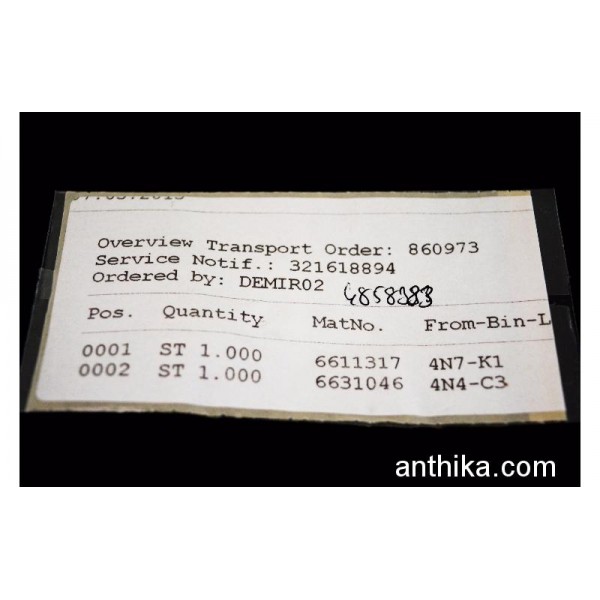 Overview Transport Order: 860973
Service Notif.: 321618894
Ordered by: DEMIR02
Pos. Quantity MatNo. From-Bin-L
0001 ST 1.000 6611317 4N7-K1
0002 ST 1.000 6631046 4N4-C3
anthika.com